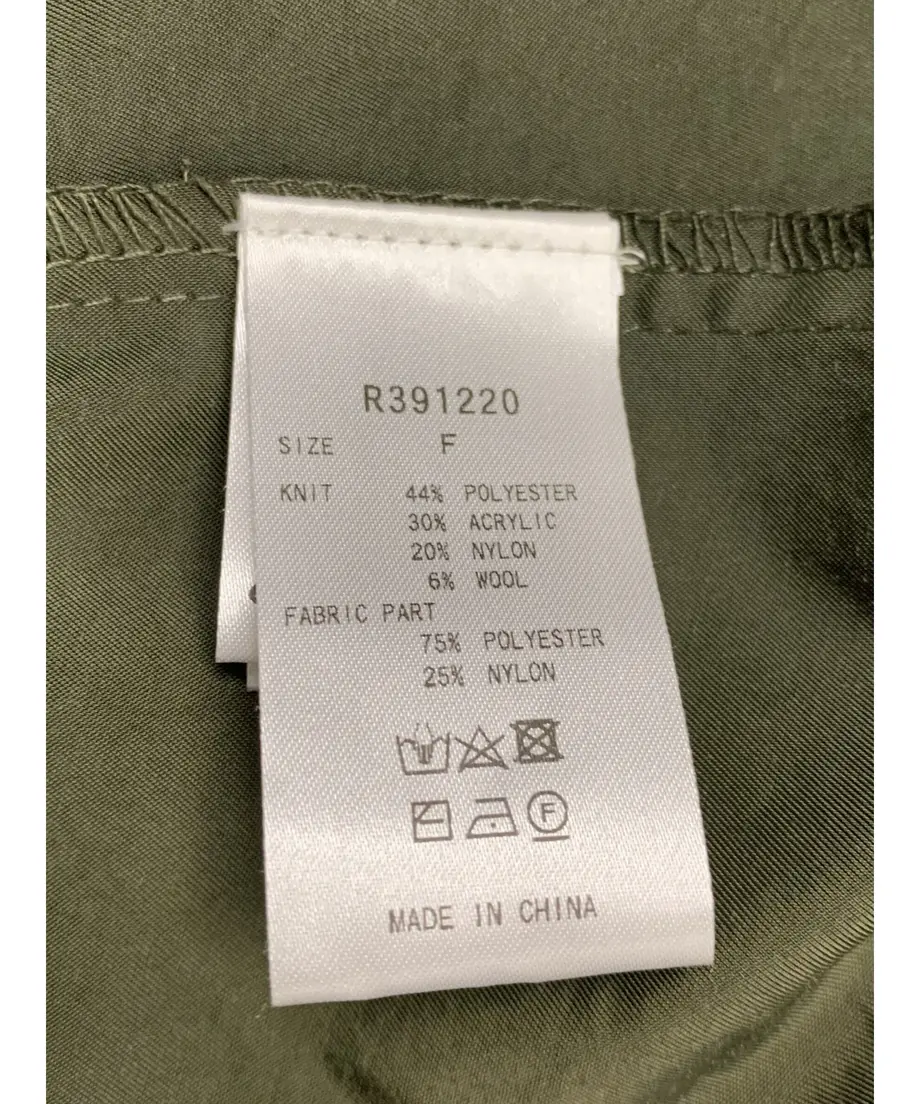 R391220
SIZE F
KNIT 44% POLYESTER
30% ACRYLIC
20% NYLON
6% WOOL
FABRIC PART
75% POLYESTER
25% NYLON
F
MADE IN CHINA